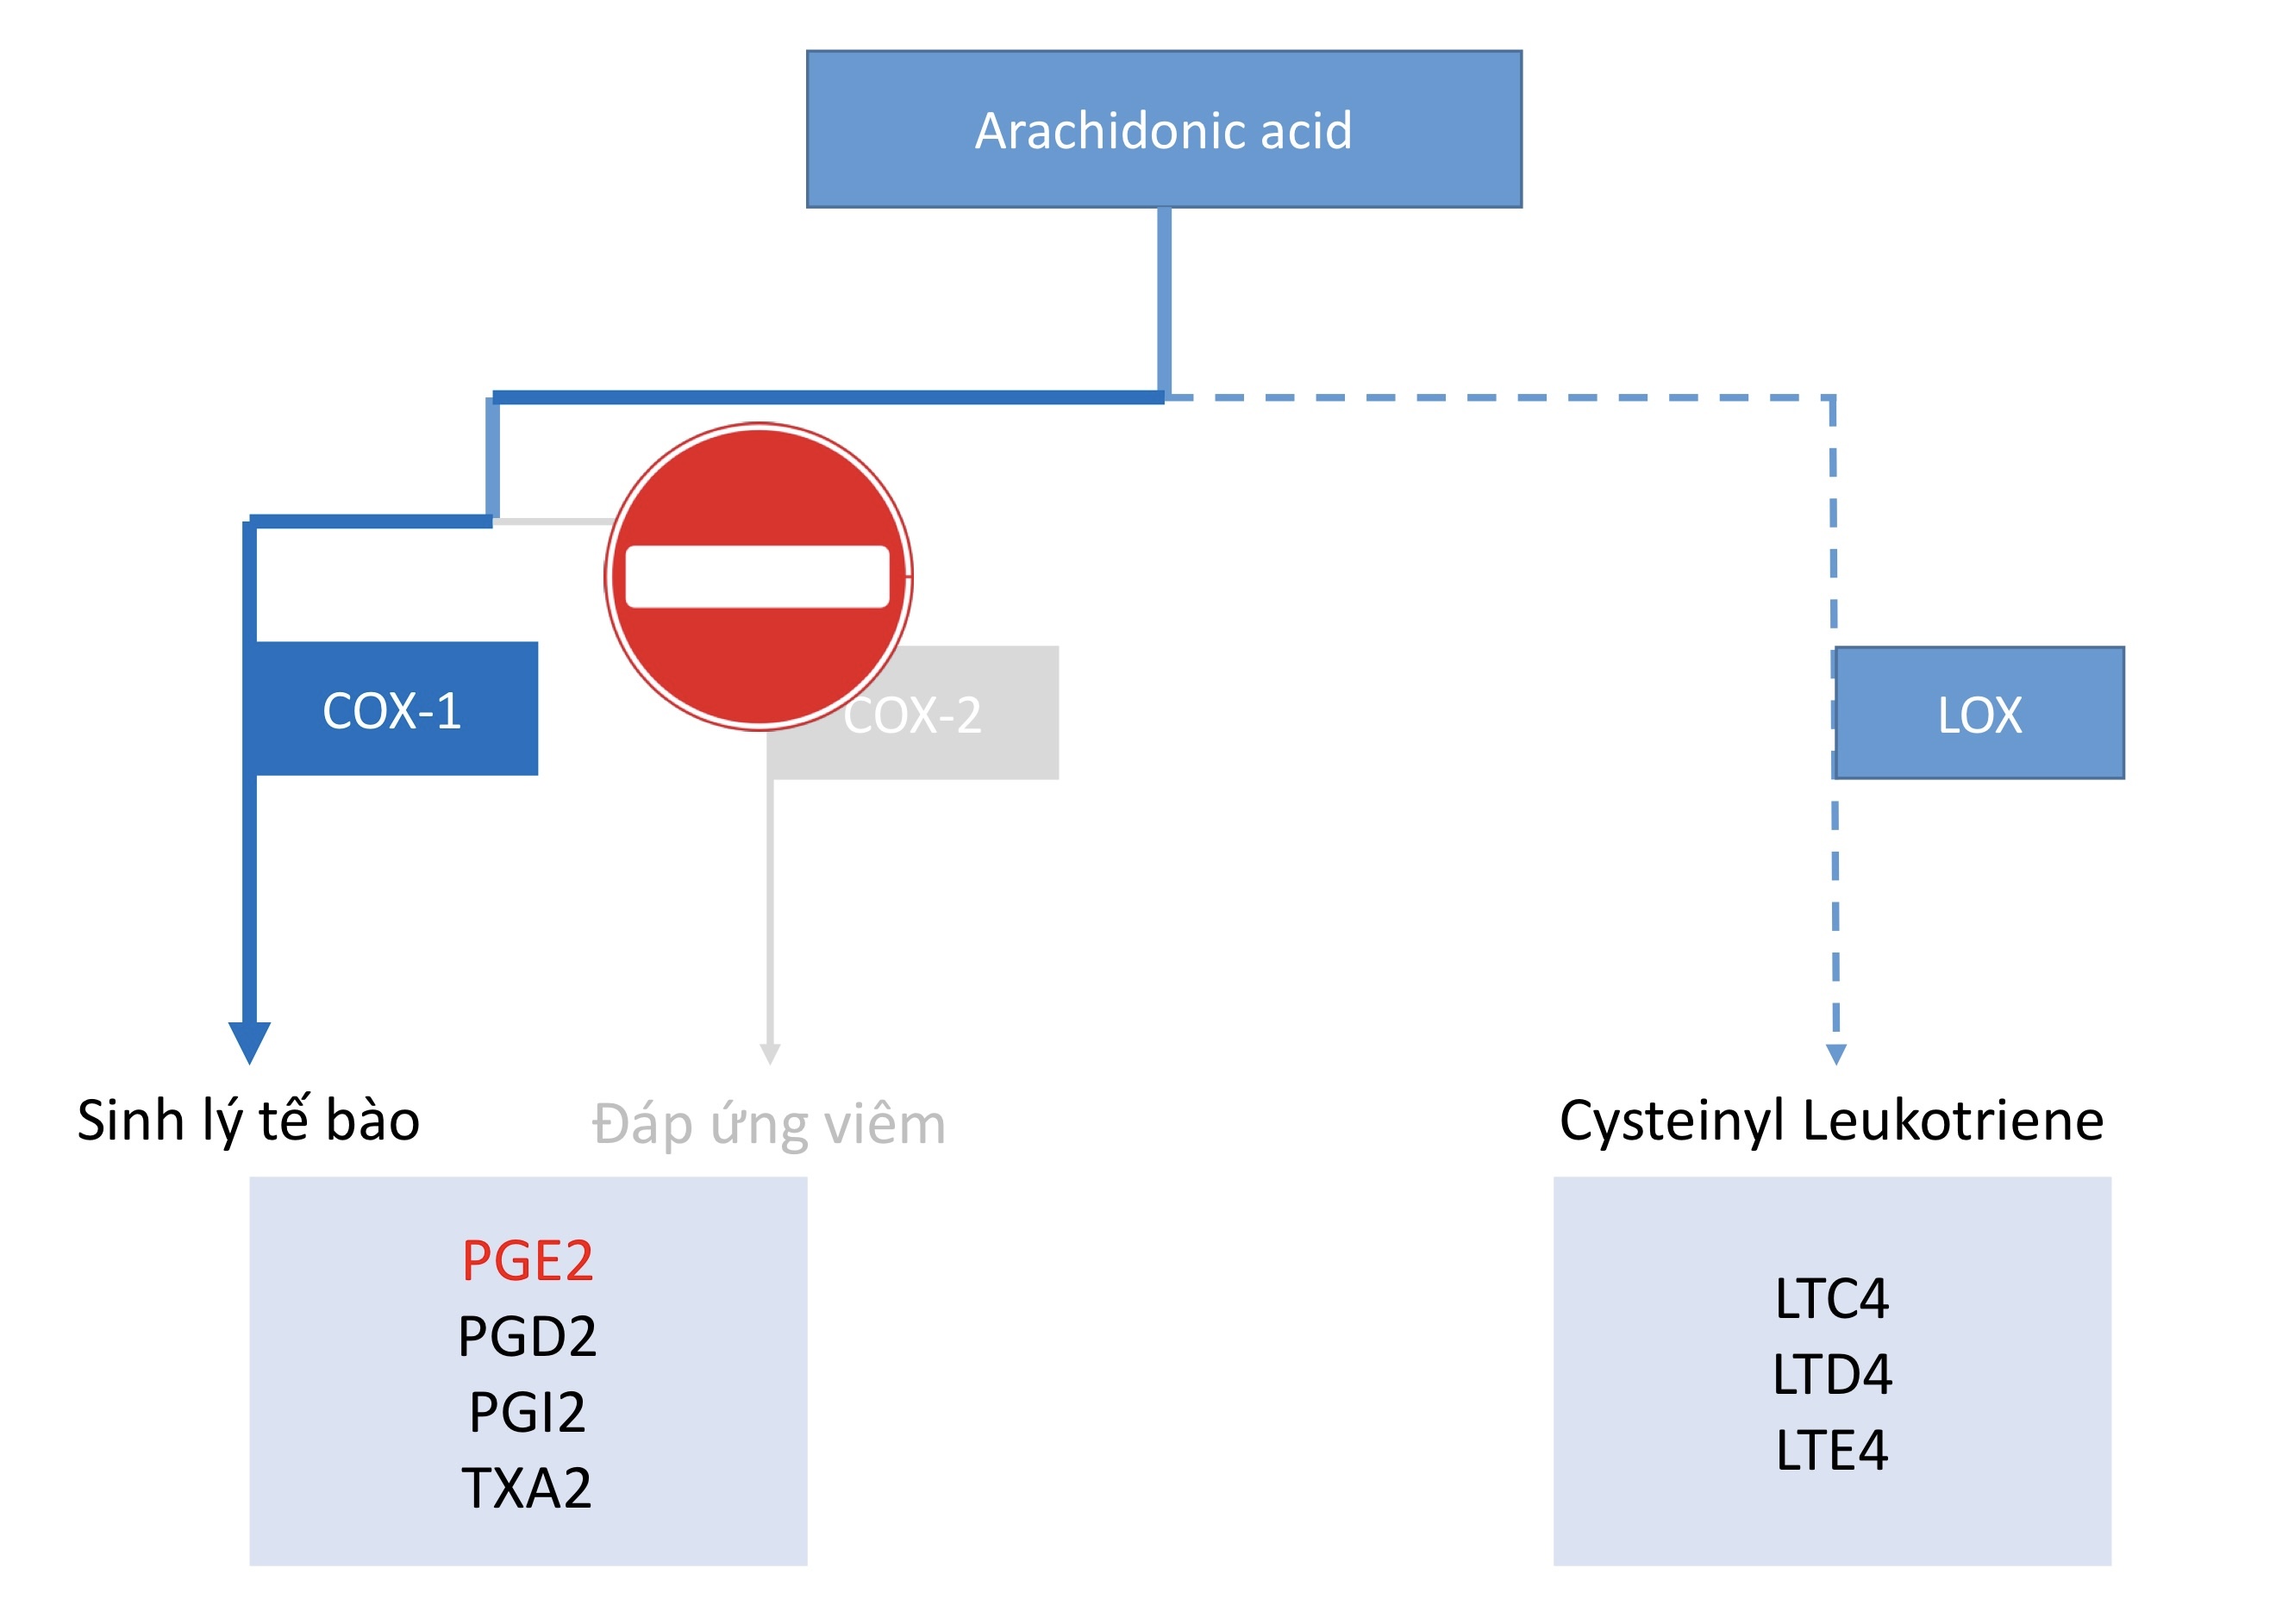 Arachidonic acid
COX-1
COX-2
LOX
Sinh lý tế bào
Đáp ứng viêm
Cysteinyl Leukotriene
PGE2
PGD2
PGI2
TXA2
LTC4
LTD4
LTE4